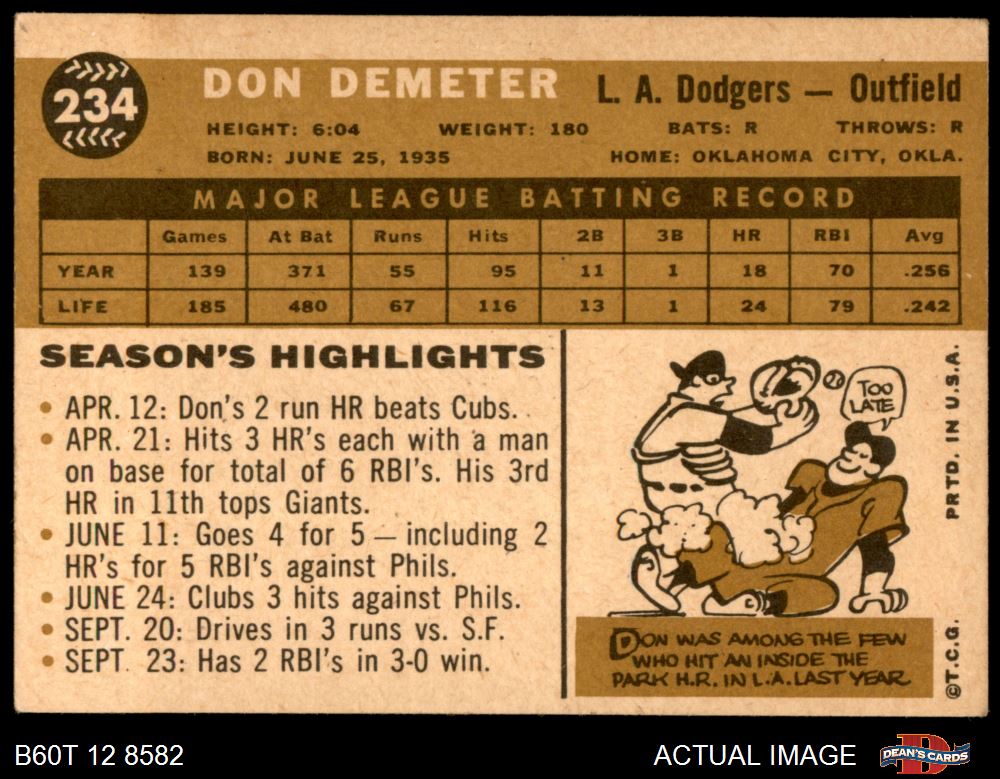 234
DON DEMETER L. A. Dodgers — Outfield
HEIGHT: 6:04 WEIGHT: 180 BATS: R THROWS: R
BORN: JUNE 25, 1935 HOME: OKLAHOMA CITY, OKLA.
MAJOR LEAGUE BATTING RECORD
Games At Bat Runs Hits 2B 3B HR RBI Avg
YEAR 139 371 55 95 11 1 18 70 .256
LIFE 185 480 67 116 13 1 24 79 .242
SEASON'S HIGHLIGHTS
• APR. 12: Don's 2 run HR beats Cubs.
• APR. 21: Hits 3 HR's each with a man
on base for total of 6 RBI's. His 3rd
HR in 11th tops Giants.
• JUNE 11: Goes 4 for 5 — including 2
HR's for 5 RBI's against Phils.
• JUNE 24: Clubs 3 hits against Phils.
• SEPT. 20: Drives in 3 runs vs. S.F.
• SEPT. 23: Has 2 RBI's in 3-0 win.
TOO
LATE
DON WAS AMONG THE FEW
WHO HIT AN INSIDE THE
PARK H.R. IN L.A. LAST YEAR
©T.C.G. PRTD. IN U.S.A.
B60T 12 8582 ACTUAL IMAGE
DEAN'S CARDS